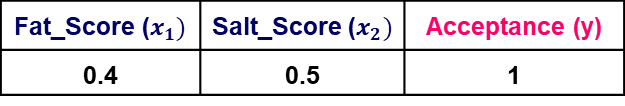 Fat_Score (x₁) Salt_Score (x₂) Acceptance (y)
0.4 0.5 1